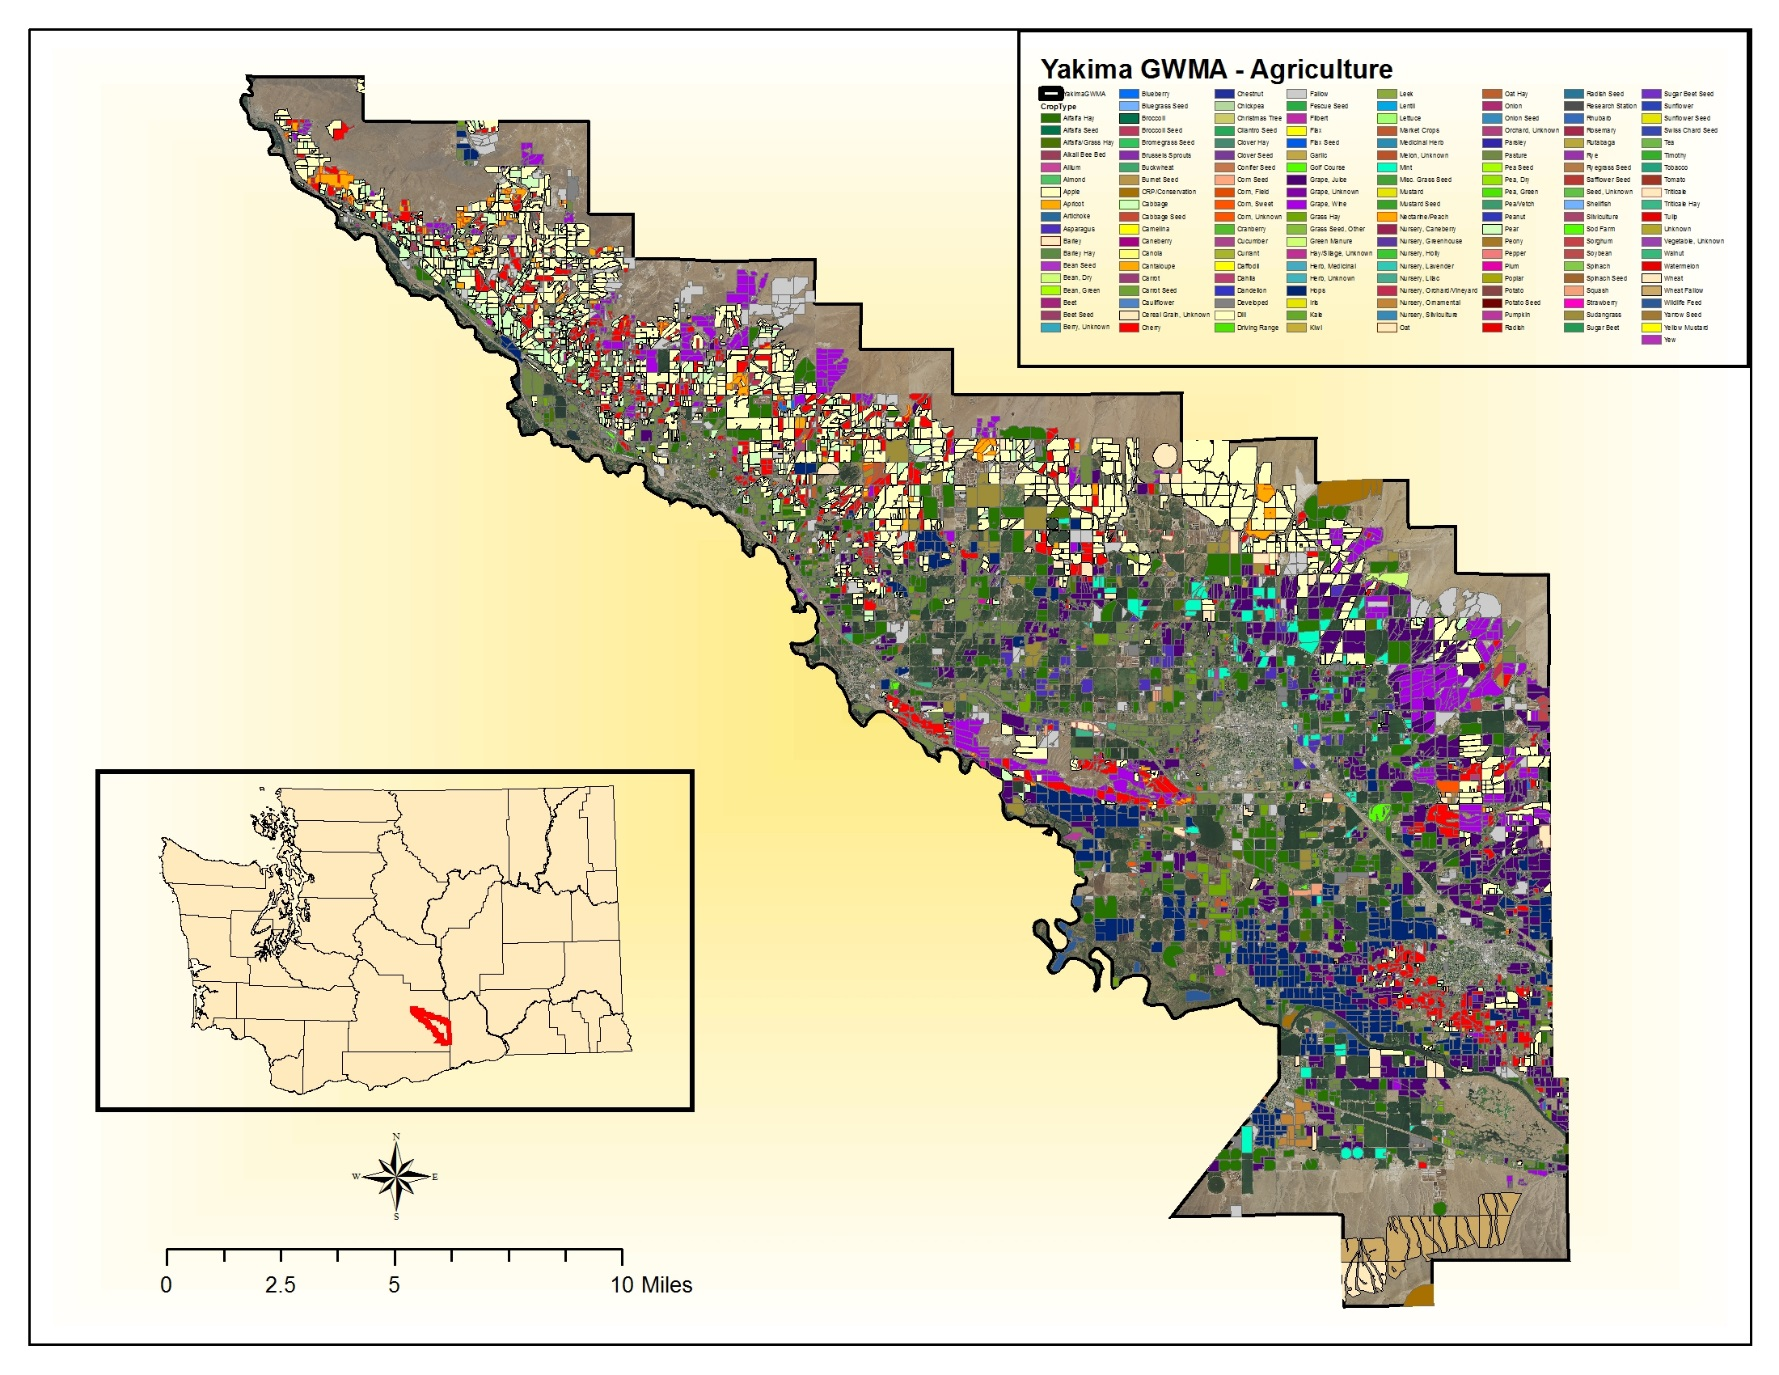 Yakima GWMA - Agriculture
YakimaGWMA
CropType
Alfalfa Hay
Alfalfa Seed
Alfalfa/Grass Hay
Alkali Bee Bed
Allium
Almond
Apple
Apricot
Artichoke
Asparagus
Barley
Barley Hay
Bean Seed
Bean, Dry
Bean, Green
Beet
Beet Seed
Berry, Unknown
Blueberry
Bluegrass Seed
Broccoli
Broccoli Seed
Bromegrass Seed
Brussels Sprouts
Buckwheat
Burnet Seed
CRP/Conservation
Cabbage
Cabbage Seed
Camelina
Caneberry
Canola
Cantaloupe
Carrot
Carrot Seed
Cauliflower
Cereal Grain, Unknown
Cherry
Chestnut
Chickpea
Christmas Tree
Cilantro Seed
Clover Hay
Clover Seed
Conifer Seed
Corn Seed
Corn, Field
Corn, Sweet
Corn, Unknown
Cranberry
Cucumber
Currant
Daffodil
Dahlia
Dandelion
Developed
Dill
Driving Range
Fallow
Fescue Seed
Filbert
Flax
Flax Seed
Garlic
Golf Course
Grape, Juice
Grape, Unknown
Grape, Wine
Grass Hay
Grass Seed, Other
Green Manure
Hay/Silage, Unknown
Herb, Medicinal
Herb, Unknown
Hops
Iris
Kale
Kiwi
Leek
Lentil
Lettuce
Market Crops
Medicinal Herb
Melon, Unknown
Mint
Misc. Grass Seed
Mustard
Mustard Seed
Nectarine/Peach
Nursery, Caneberry
Nursery, Greenhouse
Nursery, Holly
Nursery, Lavender
Nursery, Lilac
Nursery, Orchard/Vineyard
Nursery, Ornamental
Nursery, Silviculture
Oat
Oat Hay
Onion
Onion Seed
Orchard, Unknown
Parsley
Pasture
Pea Seed
Pea, Dry
Pea, Green
Pea/Vetch
Peanut
Pear
Peony
Pepper
Plum
Poplar
Potato
Potato Seed
Pumpkin
Radish
Radish Seed
Research Station
Rhubarb
Rosemary
Rutabaga
Rye
Ryegrass Seed
Safflower Seed
Seed, Unknown
Shellfish
Silviculture
Sod Farm
Sorghum
Soybean
Spinach
Spinach Seed
Squash
Strawberry
Sudangrass
Sugar Beet
Sugar Beet Seed
Sunflower
Sunflower Seed
Swiss Chard Seed
Tea
Timothy
Tobacco
Tomato
Triticale
Triticale Hay
Tulip
Unknown
Vegetable, Unknown
Walnut
Watermelon
Wheat
Wheat Fallow
Wildlife Feed
Yarrow Seed
Yellow Mustard
Yew
N
W E
S
0 2.5 5 10 Miles